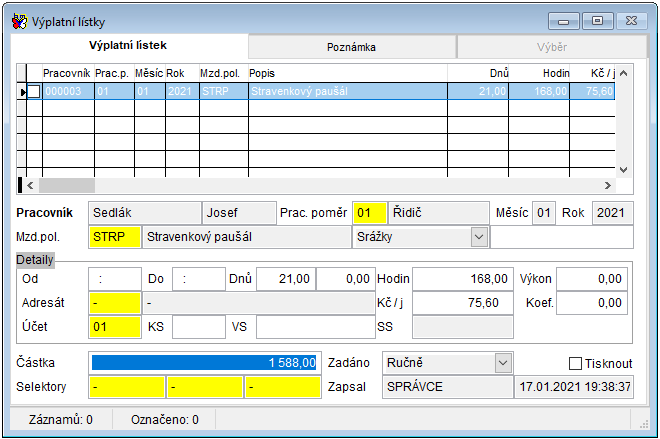 Výplatní lístky
Výplatní lístek Poznámka Výběr
Pracovník Prac.p. Měsíc Rok Mzd.pol. Popis Dnů Hodin Kč / j
000003 01 01 2021 STRP Stravenkový paušál 21,00 168,00 75,60
Pracovník Sedlák Josef Prac. poměr 01 Řidič Měsíc 01 Rok 2021
Mzd.pol. STRP Stravenkový paušál Srážky
Detaily
Od : Do : Dnů 21,00 0,00 Hodin 168,00 Výkon 0,00
Adresát - - Kč / j 75,60 Koef. 0,00
Účet 01 KS VS SS
Částka 1 588,00 Zadáno Ručně Tisknout
Selektory - - - Zapsal SPRÁVCE 17.01.2021 19:38:37
Záznamů: 0 Označeno: 0